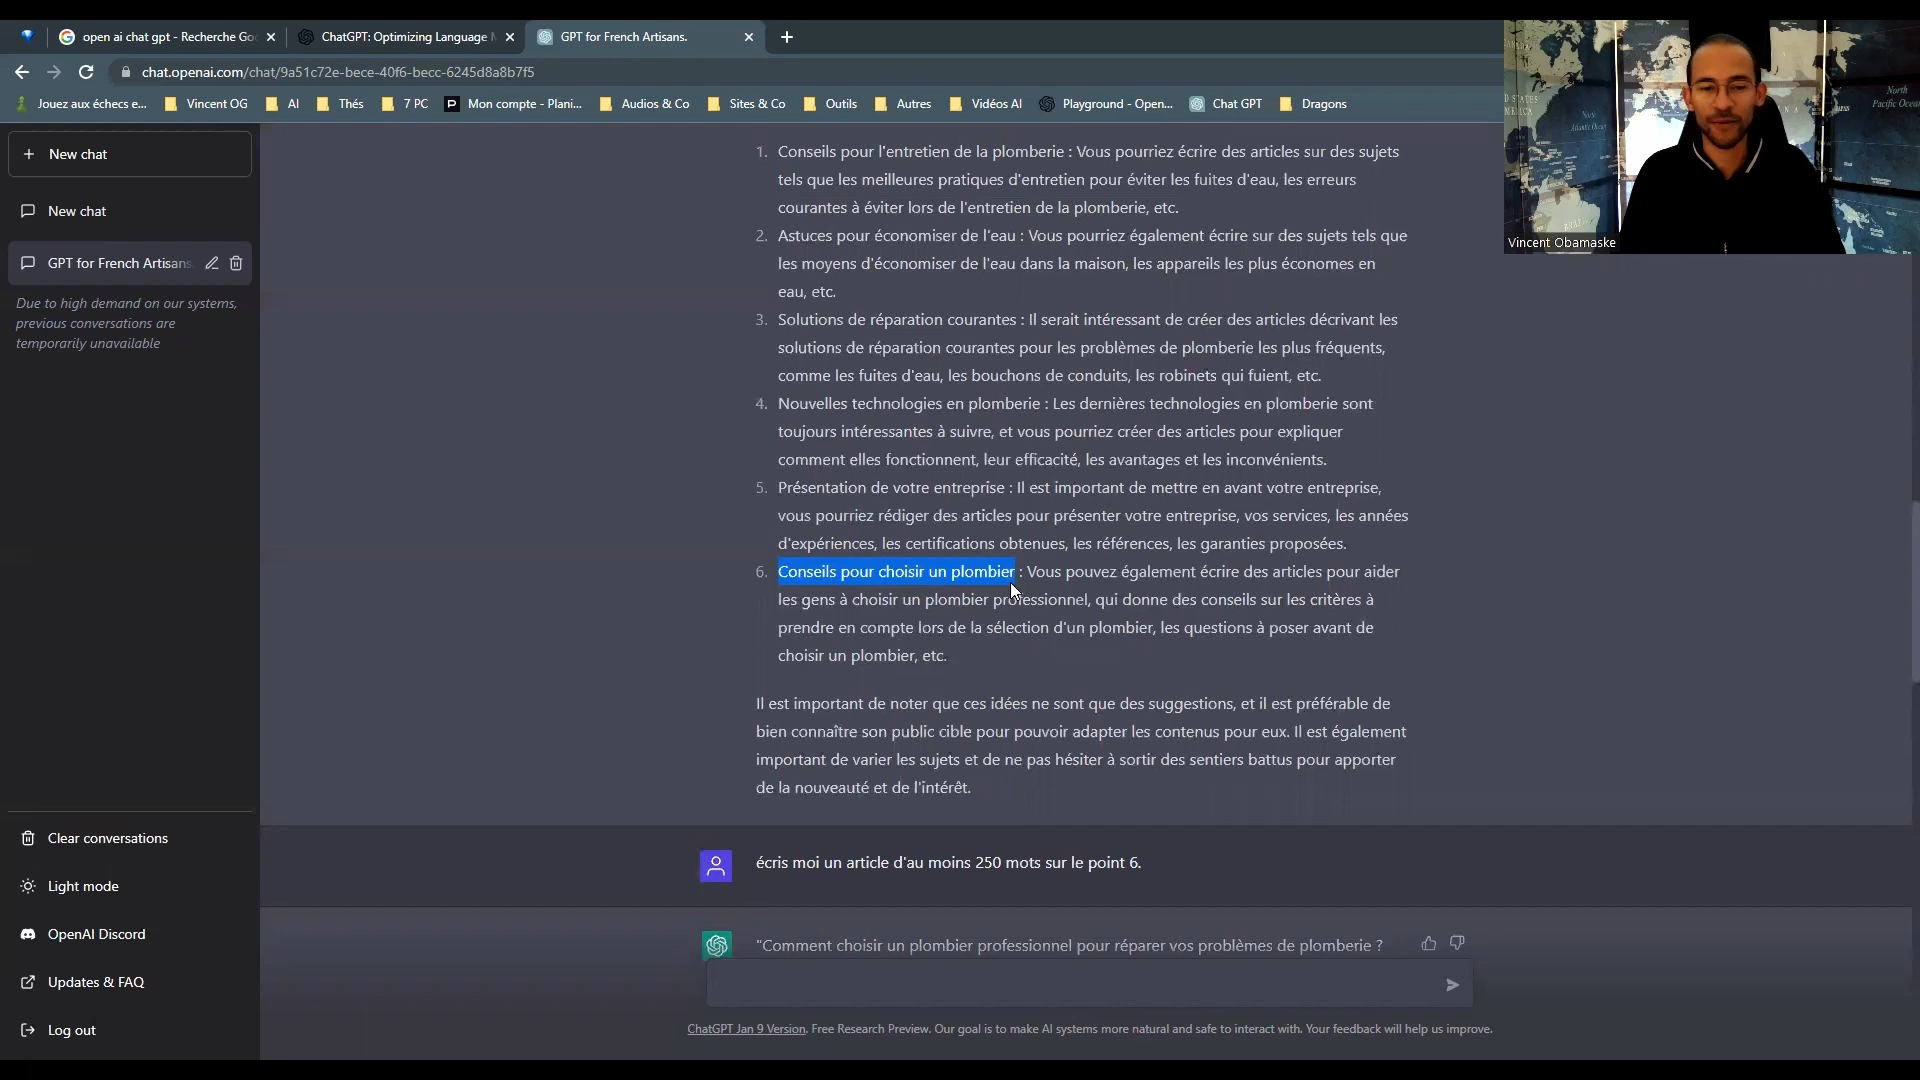 open ai chat gpt - Recherche Go
ChatGPT: Optimizing Language
GPT for French Artisans.
chat.openai.com/chat/9a51c72e-bece-40f6-becc-6245d8a8b7f5
Jouez aux échecs e...
Vincent OG
AI
Thés
7 PC
Mon compte - Plani...
Audios & Co
Sites & Co
Outils
Autres
Vidéos AI
Playground - Open...
Chat GPT
Dragons
New chat
New chat
GPT for French Artisans.
Due to high demand on our systems,
previous conversations are
temporarily unavailable
1. Conseils pour l'entretien de la plomberie : Vous pourriez écrire des articles sur des sujets
tels que les meilleures pratiques d'entretien pour éviter les fuites d'eau, les erreurs
courantes à éviter lors de l'entretien de la plomberie, etc.
2. Astuces pour économiser de l'eau : Vous pourriez également écrire sur des sujets tels que
les moyens d'économiser de l'eau dans la maison, les appareils les plus économes en
eau, etc.
3. Solutions de réparation courantes : Il serait intéressant de créer des articles décrivant les
solutions de réparation courantes pour les problèmes de plomberie les plus fréquents,
comme les fuites d'eau, les bouchons de conduits, les robinets qui fuient, etc.
4. Nouvelles technologies en plomberie : Les dernières technologies en plomberie sont
toujours intéressantes à suivre, et vous pourriez créer des articles pour expliquer
comment elles fonctionnent, leur efficacité, les avantages et les inconvénients.
5. Présentation de votre entreprise : Il est important de mettre en avant votre entreprise,
vous pourriez rédiger des articles pour présenter votre entreprise, vos services, les années
d'expériences, les certifications obtenues, les références, les garanties proposées.
6. Conseils pour choisir un plombier : Vous pouvez également écrire des articles pour aider
les gens à choisir un plombier professionnel, qui donne des conseils sur les critères à
prendre en compte lors de la sélection d'un plombier, les questions à poser avant de
choisir un plombier, etc.
Il est important de noter que ces idées ne sont que des suggestions, et il est préférable de
bien connaître son public cible pour pouvoir adapter les contenus pour eux. Il est également
important de varier les sujets et de ne pas hésiter à sortir des sentiers battus pour apporter
de la nouveauté et de l'intérêt.
écris moi un article d'au moins 250 mots sur le point 6.
"Comment choisir un plombier professionnel pour réparer vos problèmes de plomberie ?
Clear conversations
Light mode
OpenAI Discord
Updates & FAQ
Log out
ChatGPT Jan 9 Version. Free Research Preview. Our goal is to make AI systems more natural and safe to interact with. Your feedback will help us improve.
North
Pacific Ocean
Vincent Obamaske